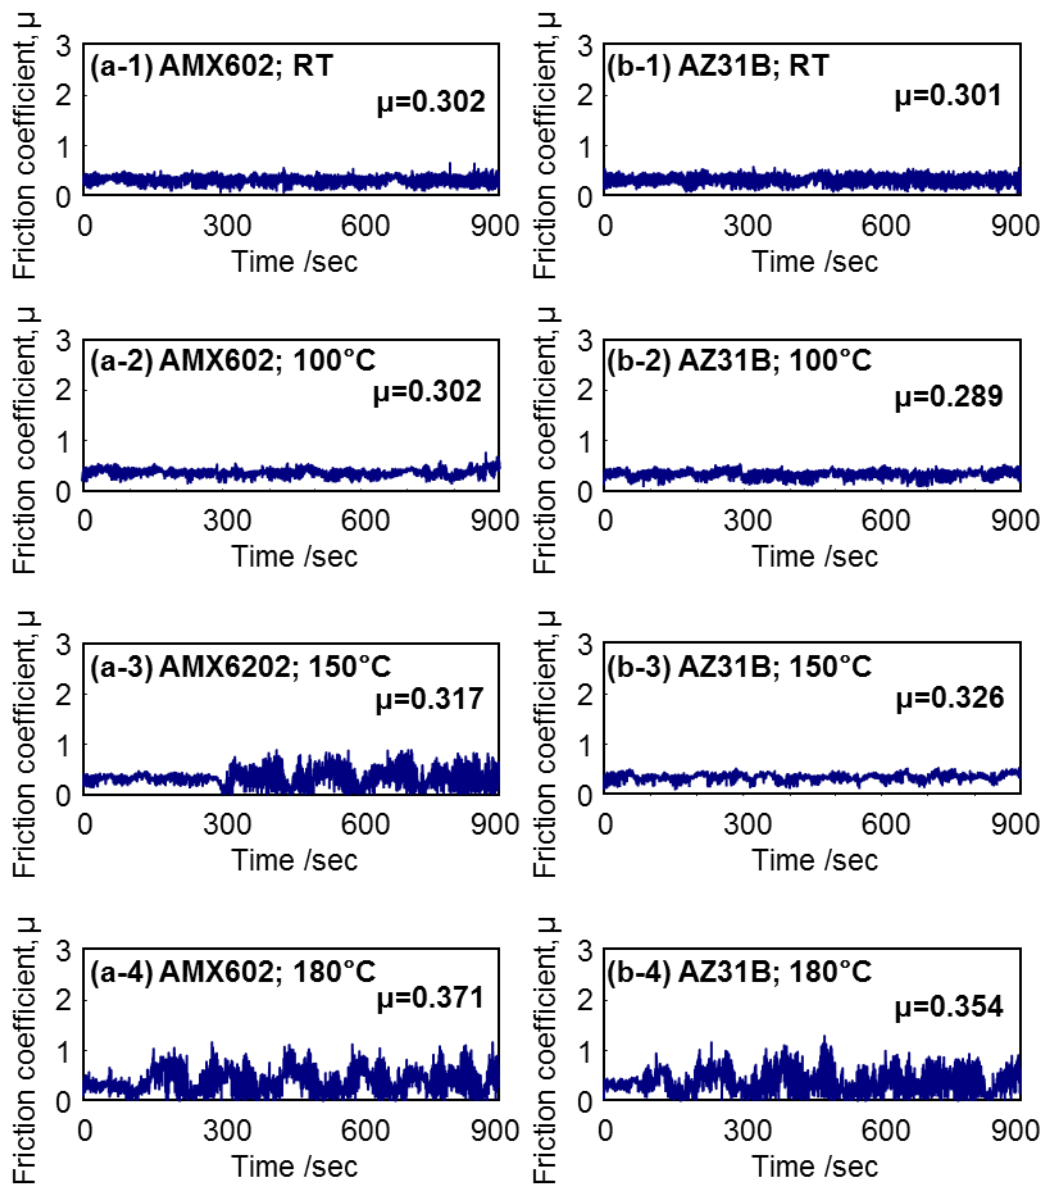 Friction coefficient, μ
3
2
1
0
(a-1) AMX602; RT
μ=0.302
0 300 600 900
Time /sec
Friction coefficient, μ
3
2
1
0
(b-1) AZ31B; RT
μ=0.301
0 300 600 900
Time /sec
Friction coefficient, μ
3
2
1
0
(a-2) AMX602; 100°C
μ=0.302
0 300 600 900
Time /sec
Friction coefficient, μ
3
2
1
0
(b-2) AZ31B; 100°C
μ=0.289
0 300 600 900
Time /sec
Friction coefficient, μ
3
2
1
0
(a-3) AMX6202; 150°C
μ=0.317
0 300 600 900
Time /sec
Friction coefficient, μ
3
2
1
0
(b-3) AZ31B; 150°C
μ=0.326
0 300 600 900
Time /sec
Friction coefficient, μ
3
2
1
0
(a-4) AMX602; 180°C
μ=0.371
0 300 600 900
Time /sec
Friction coefficient, μ
3
2
1
0
(b-4) AZ31B; 180°C
μ=0.354
0 300 600 900
Time /sec